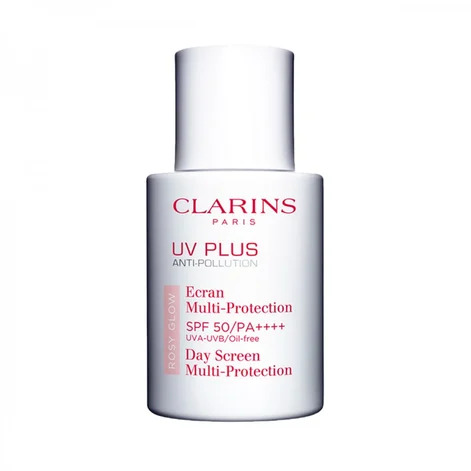 CLARINS
PARIS
UV PLUS
ANTI-POLLUTION
Ecran
Multi-Protection
SPF 50/PA++++
UVA-UVB/Oil-free
Day Screen
Multi-Protection
ROSY GLOW